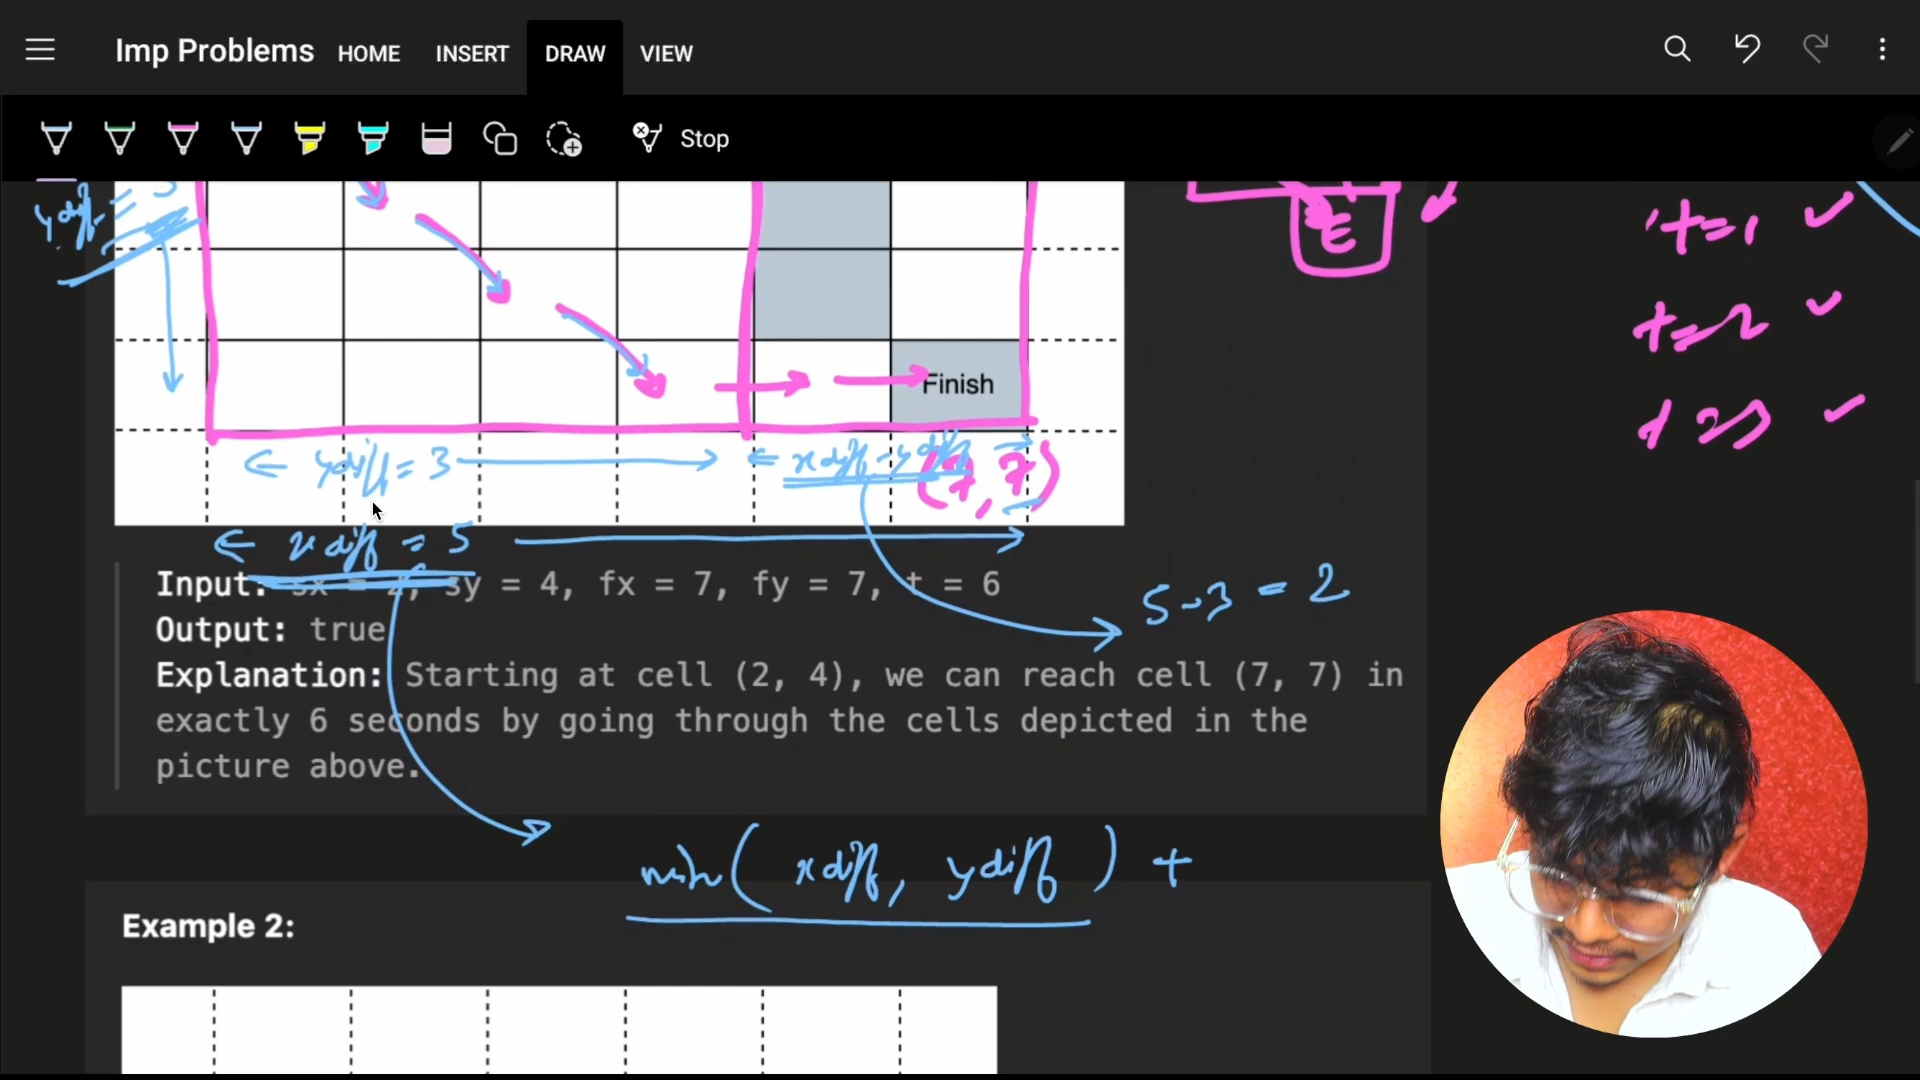 Imp Problems HOME INSERT DRAW VIEW
Stop
ydiff = 3
t=1 ✓
t=2 ✓
✓
Finish
ydiff = 3
xdiff - ydiff
(7, 7)
xdiff = 5
Input: sx = 2, sy = 4, fx = 7, fy = 7, t = 6
5-3 = 2
Output: true
Explanation: Starting at cell (2, 4), we can reach cell (7, 7) in
exactly 6 seconds by going through the cells depicted in the
picture above.
min( xdiff, ydiff ) +
Example 2: